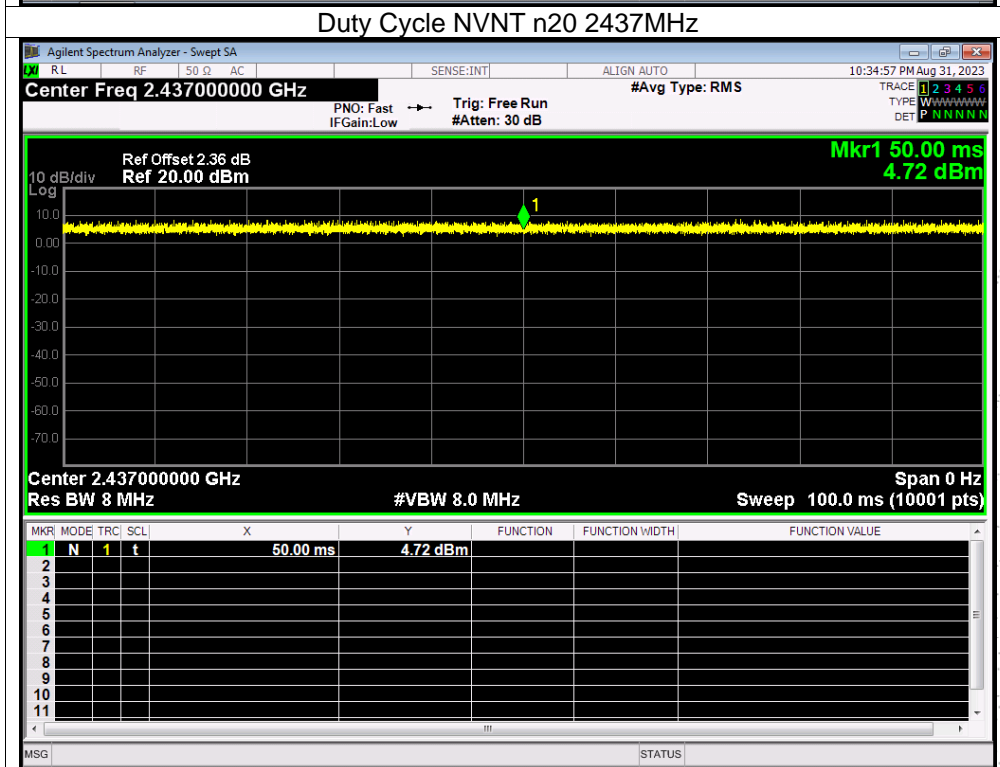 Duty Cycle NVNT n20 2437MHz
Agilent Spectrum Analyzer - Swept SA
LXI RL RF 50 Ω AC SENSE:INT ALIGN AUTO 10:34:57 PM Aug 31, 2023
Center Freq 2.437000000 GHz #Avg Type: RMS TRACE 1 2 3 4 5 6
PNO: Fast Trig: Free Run TYPE WWWWWW
IFGain:Low #Atten: 30 dB DET P N N N N N
Mkr1 50.00 ms
4.72 dBm
Ref Offset 2.36 dB
10 dB/div Ref 20.00 dBm
Log
1
10.0
0.00
-10.0
-20.0
-30.0
-40.0
-50.0
-60.0
-70.0
Center 2.437000000 GHz Span 0 Hz
Res BW 8 MHz #VBW 8.0 MHz Sweep 100.0 ms (10001 pts)
MKR MODE TRC SCL X Y FUNCTION FUNCTION WIDTH FUNCTION VALUE
1 N 1 t 50.00 ms 4.72 dBm
2
3
4
5
6
7
8
9
10
11
MSG STATUS